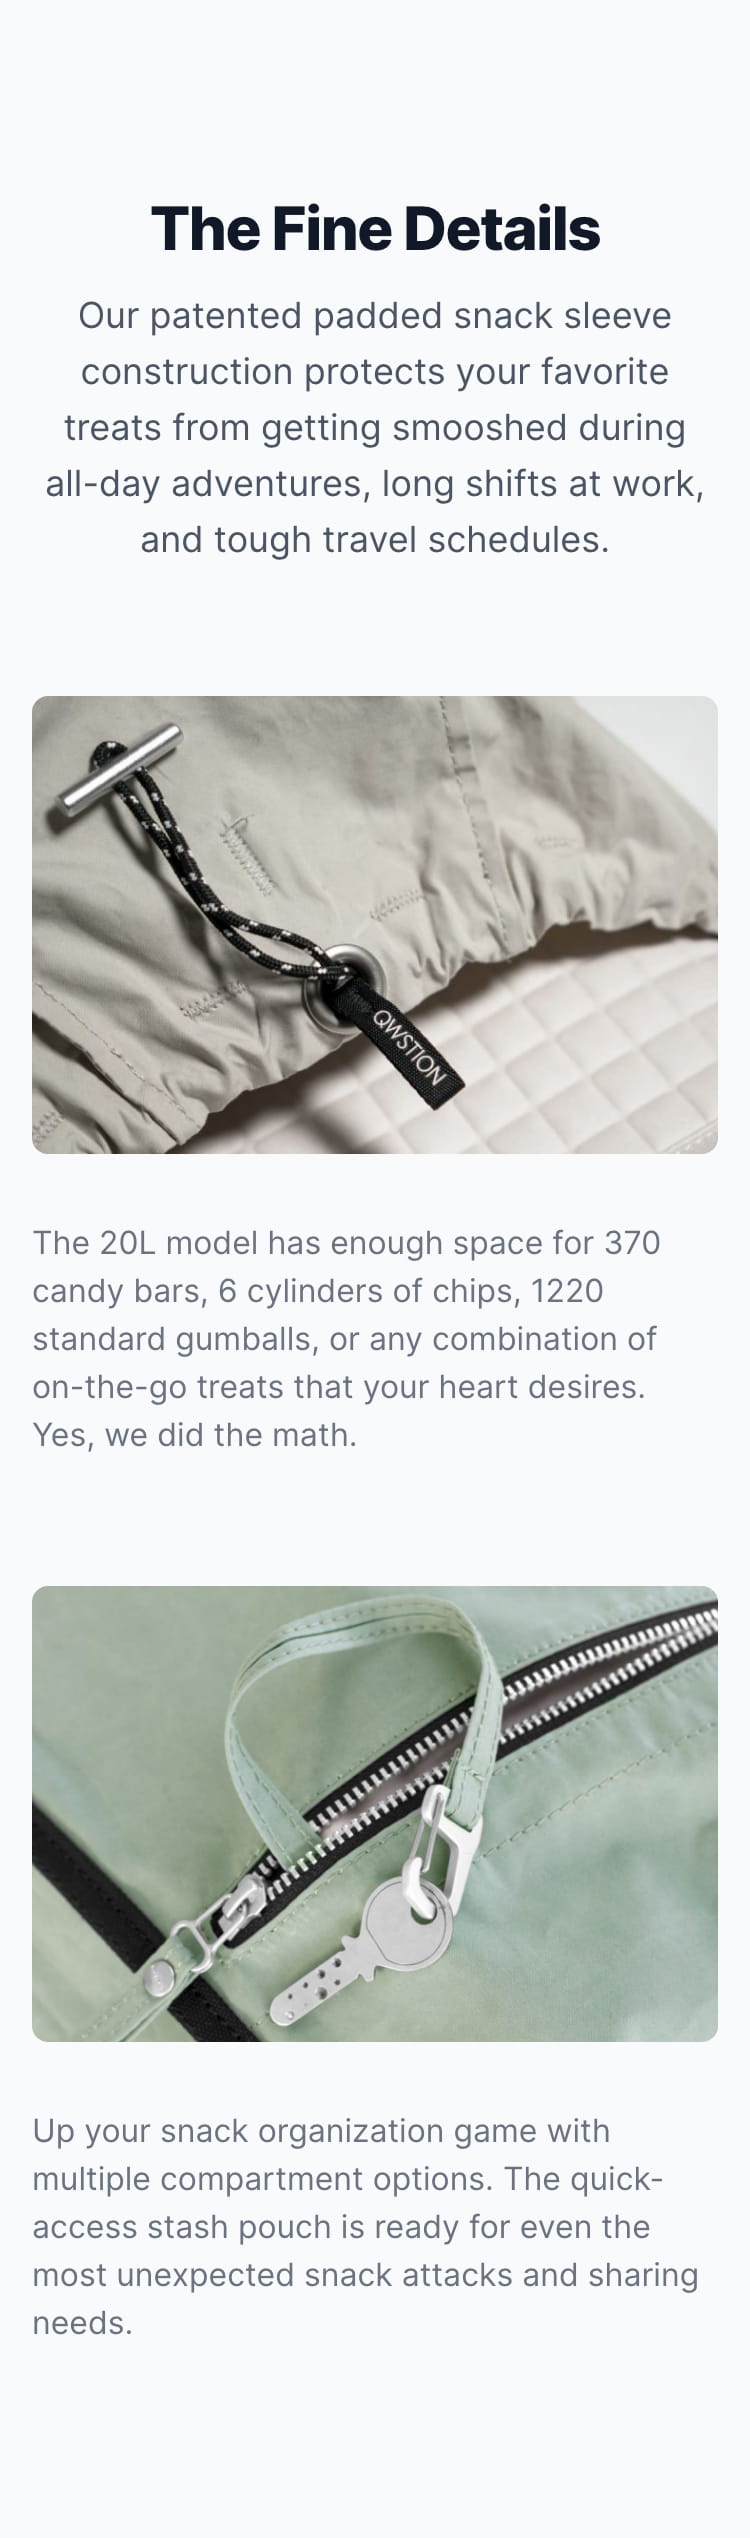 The Fine Details
Our patented padded snack sleeve
construction protects your favorite
treats from getting smooshed during
all-day adventures, long shifts at work,
and tough travel schedules.
QWSTION
The 20L model has enough space for 370
candy bars, 6 cylinders of chips, 1220
standard gumballs, or any combination of
on-the-go treats that your heart desires.
Yes, we did the math.
Up your snack organization game with
multiple compartment options. The quick-
access stash pouch is ready for even the
most unexpected snack attacks and sharing
needs.